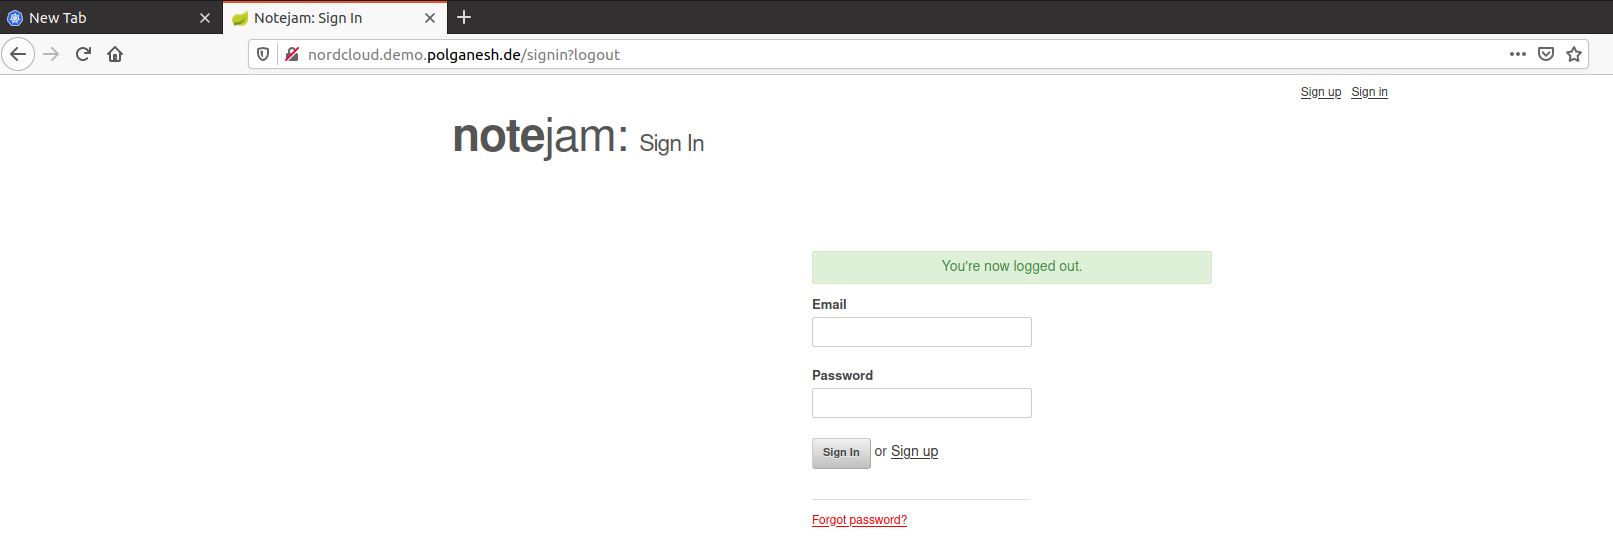 New Tab
Notejam: Sign In
nordcloud.demo.polganesh.de/signin?logout
Sign up Sign in
notejam: Sign In
You're now logged out.
Email
Password
Sign In or Sign up
Forgot password?